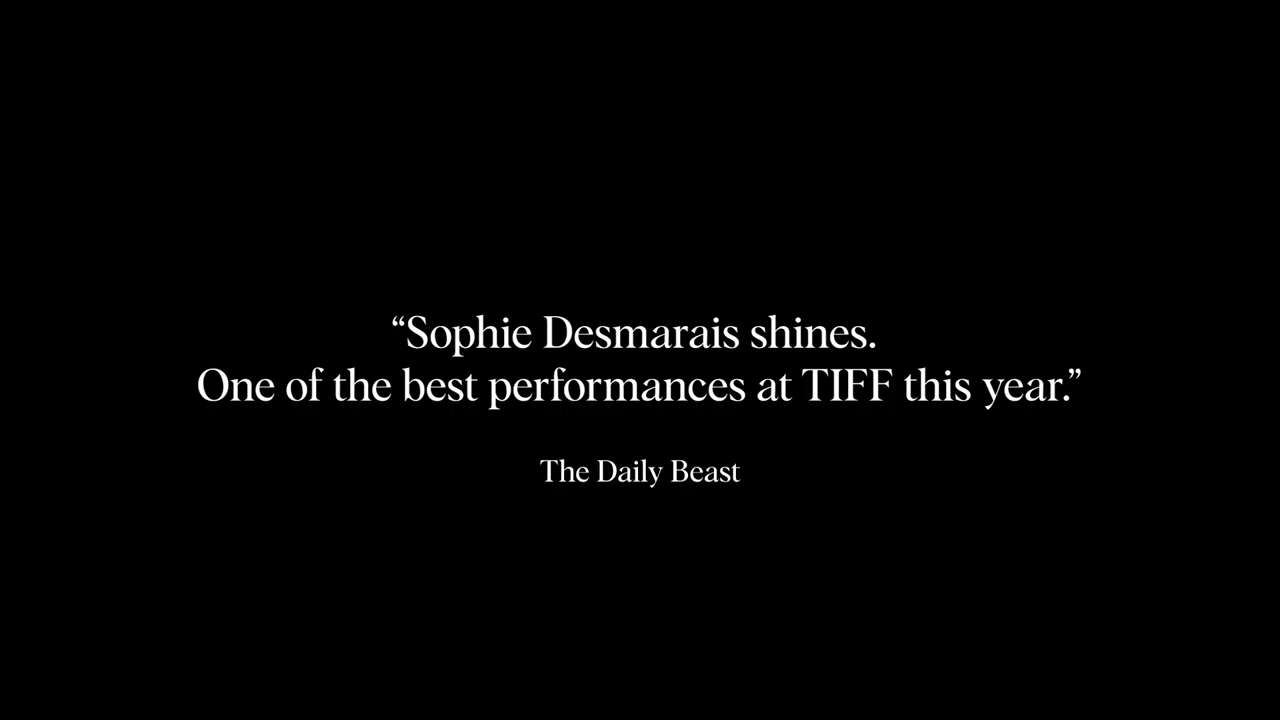 “Sophie Desmarais shines.
One of the best performances at TIFF this year.”
The Daily Beast